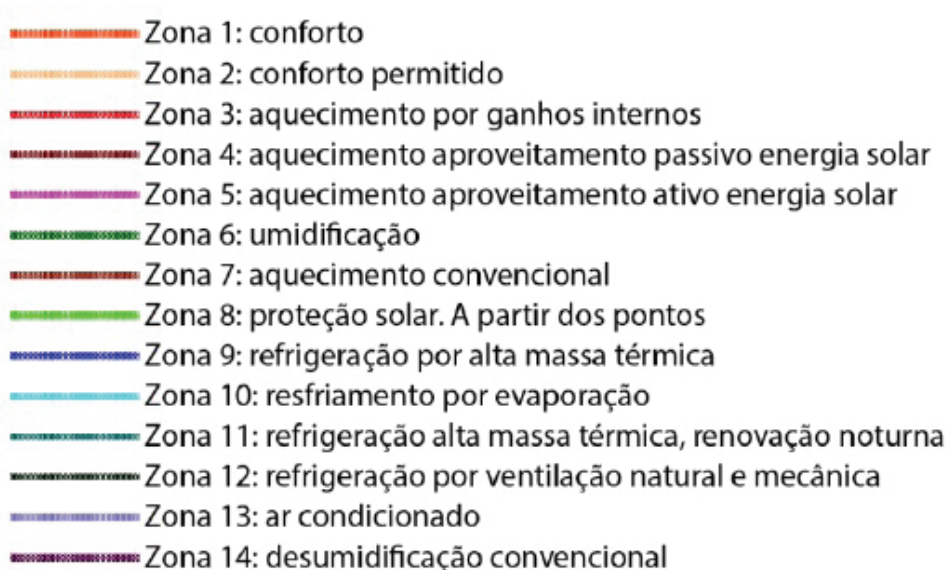 Zona 1: conforto
Zona 2: conforto permitido
Zona 3: aquecimento por ganhos internos
Zona 4: aquecimento aproveitamento passivo energia solar
Zona 5: aquecimento aproveitamento ativo energia solar
Zona 6: umidificação
Zona 7: aquecimento convencional
Zona 8: proteção solar. A partir dos pontos
Zona 9: refrigeração por alta massa térmica
Zona 10: resfriamento por evaporação
Zona 11: refrigeração alta massa térmica, renovação noturna
Zona 12: refrigeração por ventilação natural e mecânica
Zona 13: ar condicionado
Zona 14: desumidificação convencional